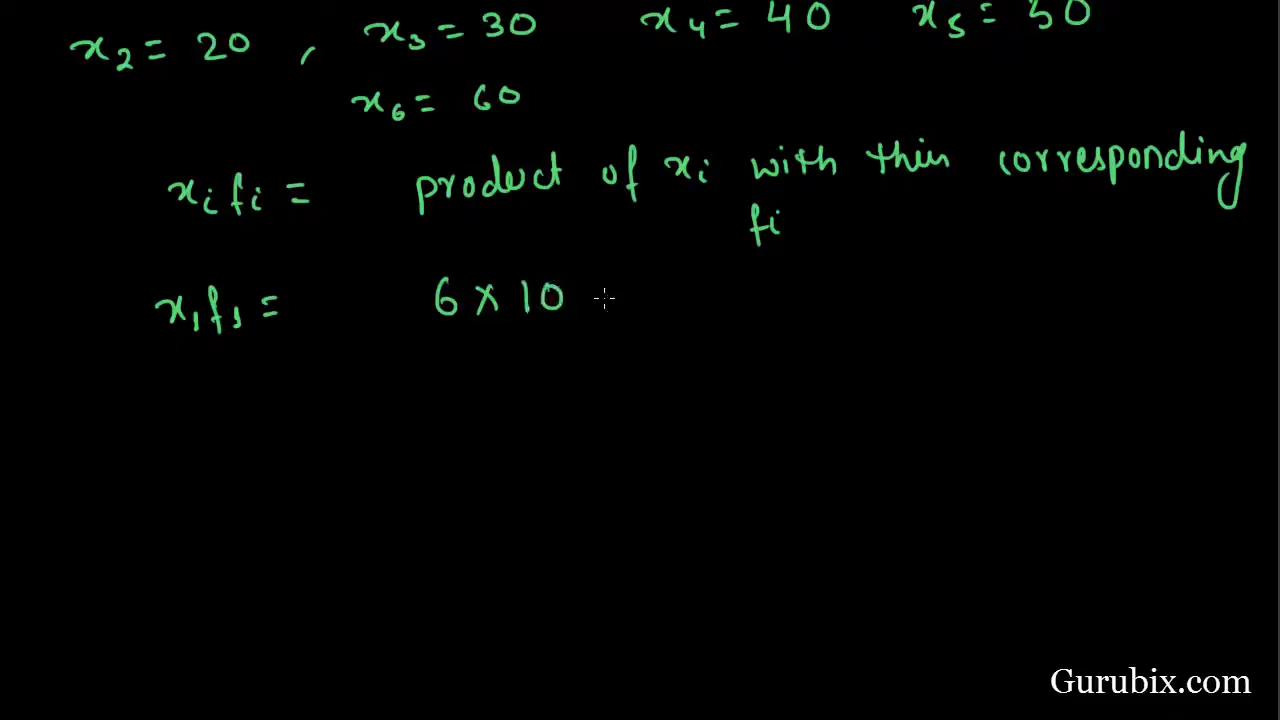 x₂ = 20 , x₃ = 30 x₄ = 40 x₅ = 50
x₆ = 60
xᵢfᵢ = product of xᵢ with thier corresponding
fi
x₁f₁ = 6 × 10
Gurubix.com